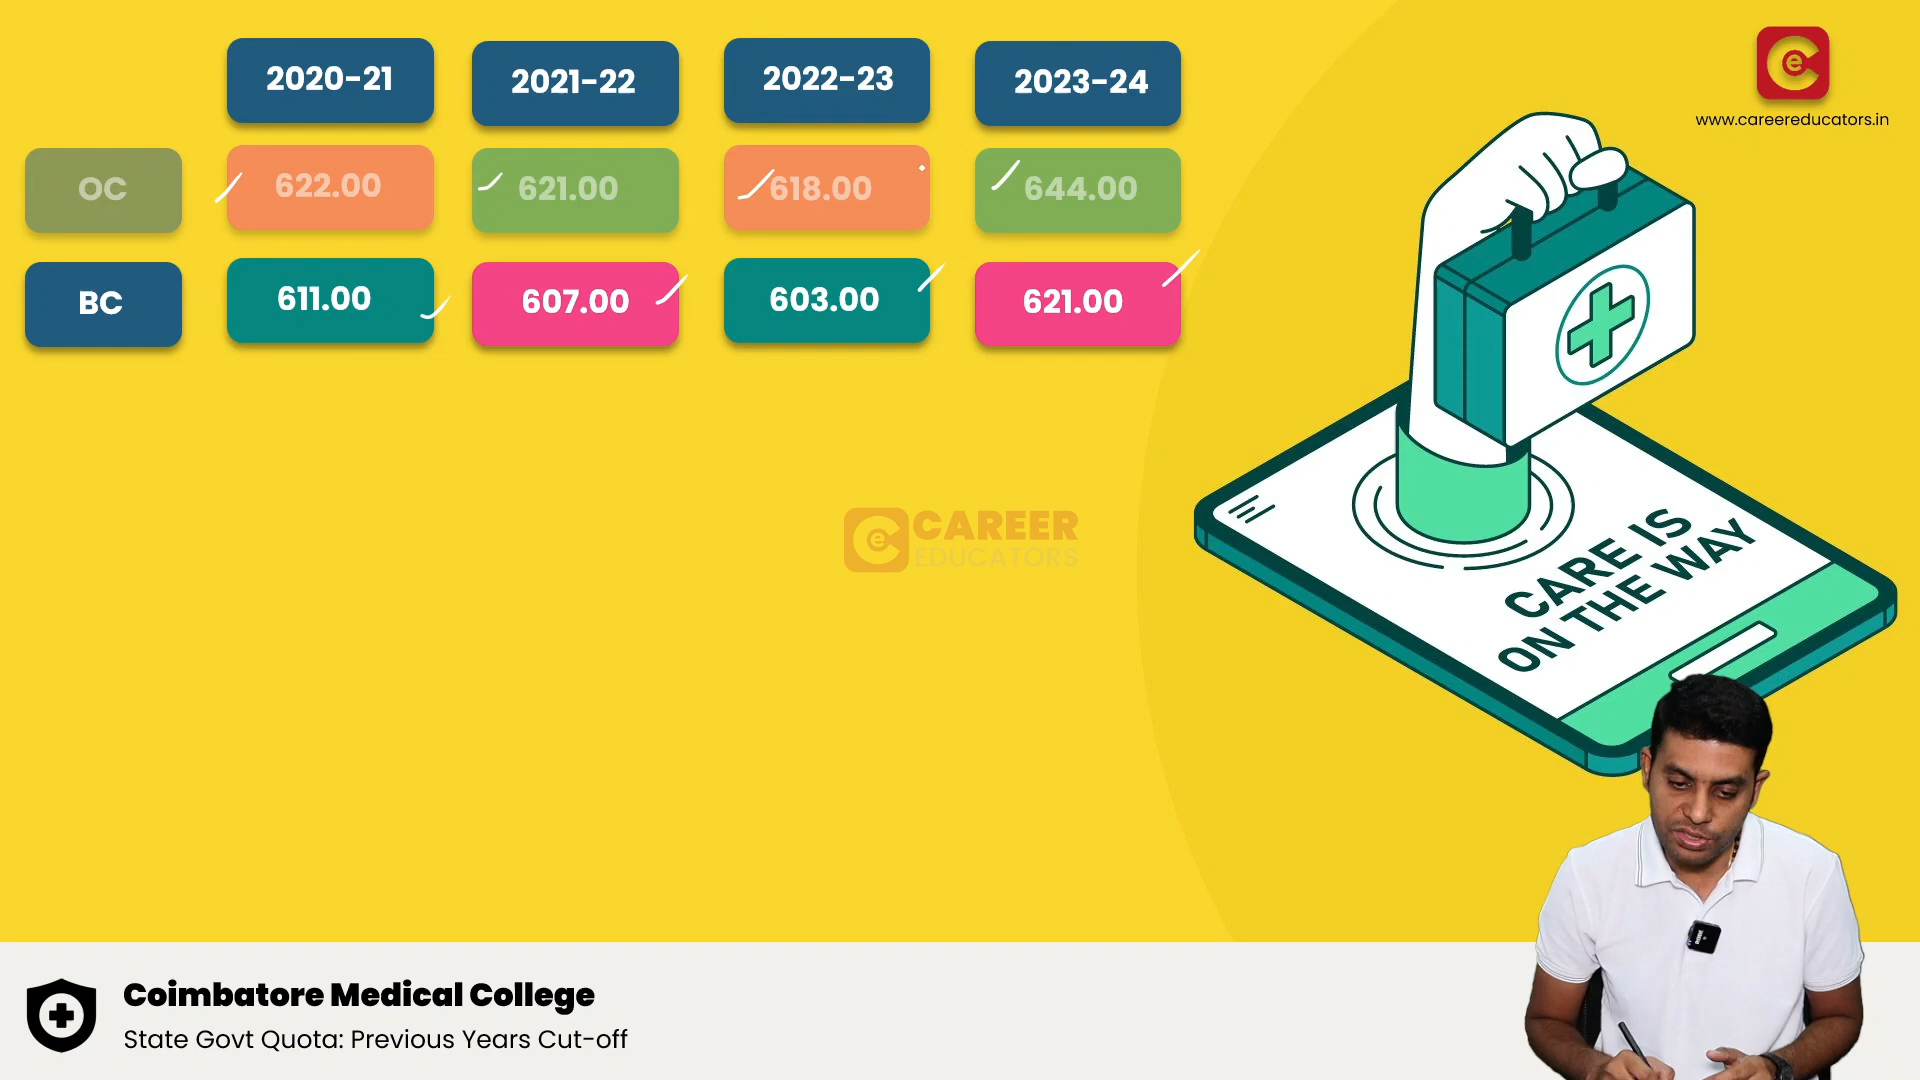 2020-21 2021-22 2022-23 2023-24
www.careereducators.in
OC 622.00 621.00 618.00 644.00
BC 611.00 607.00 603.00 621.00
e CAREER
EDUCATORS
CARE IS
ON THE WAY
Coimbatore Medical College
State Govt Quota: Previous Years Cut-off